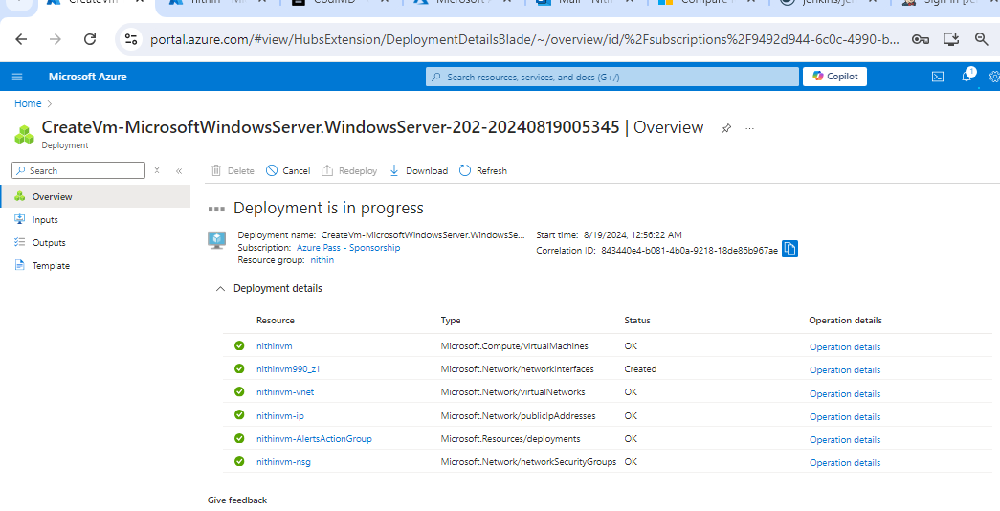 CreateVM-
nithin - Mi
CodiMD -
Microsoft
Mail - Nith
Compare
jenkins/jen
Sign in
portal.azure.com/#view/HubsExtension/DeploymentDetailsBlade/~/overview/id/%2Fsubscriptions%2F9492d944-6c0c-4990-b...
Microsoft Azure
Search resources, services, and docs (G+/)
Copilot
1
Home >
CreateVm-MicrosoftWindowsServer.WindowsServer-202-20240819005345 | Overview
...
Deployment
Search
Delete
Cancel
Redeploy
Download
Refresh
Overview
Inputs
Outputs
Template
Deployment is in progress
Deployment name: CreateVm-MicrosoftWindowsServer.WindowsSe...
Subscription: Azure Pass - Sponsorship
Resource group: nithin
Start time: 8/19/2024, 12:56:22 AM
Correlation ID: 843440e4-b081-4b0a-9218-18de86b967ae
Deployment details
Resource Type Status Operation details
nithinvm Microsoft.Compute/virtualMachines OK Operation details
nithinvm990_z1 Microsoft.Network/networkInterfaces Created Operation details
nithinvm-vnet Microsoft.Network/virtualNetworks OK Operation details
nithinvm-ip Microsoft.Network/publicIpAddresses OK Operation details
nithinvm-AlertsActionGroup Microsoft.Resources/deployments OK Operation details
nithinvm-nsg Microsoft.Network/networkSecurityGroups OK Operation details
Give feedback